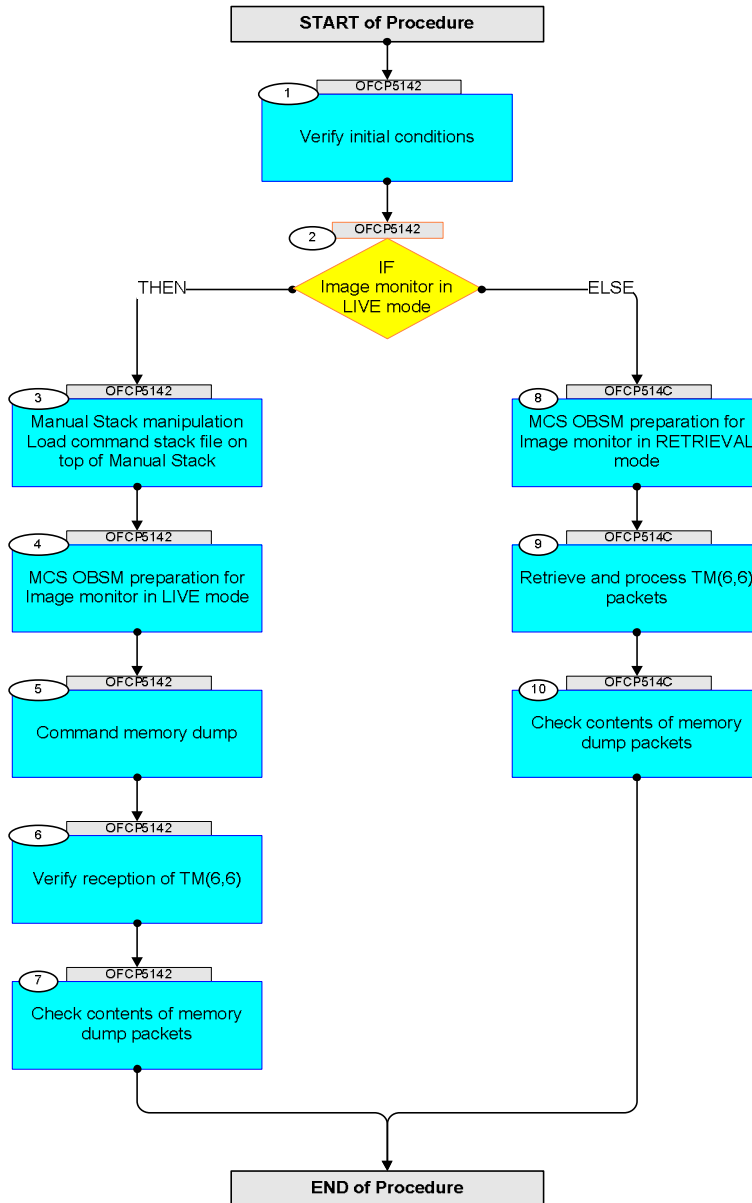 START of Procedure
OFCP5142
1
Verify initial conditions
OFCP5142
2
IF
Image monitor in
LIVE mode
THEN
ELSE
OFCP5142
3
Manual Stack manipulation
Load command stack file on
top of Manual Stack
OFCP5142
4
MCS OBSM preparation for
Image monitor in LIVE mode
OFCP5142
5
Command memory dump
OFCP5142
6
Verify reception of TM(6,6)
OFCP5142
7
Check contents of memory
dump packets
OFCP514C
8
MCS OBSM preparation for
Image monitor in RETRIEVAL
mode
OFCP514C
9
Retrieve and process TM(6,6)
packets
OFCP514C
10
Check contents of memory
dump packets
END of Procedure